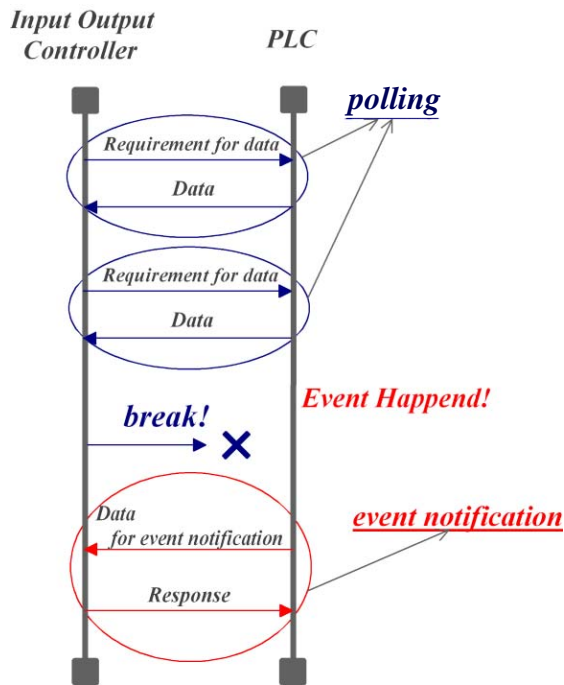 Input Output
Controller
PLC
polling
Requirement for data
Data
Requirement for data
Data
Event Happend!
break!
event notification
Data
for event notification
Response